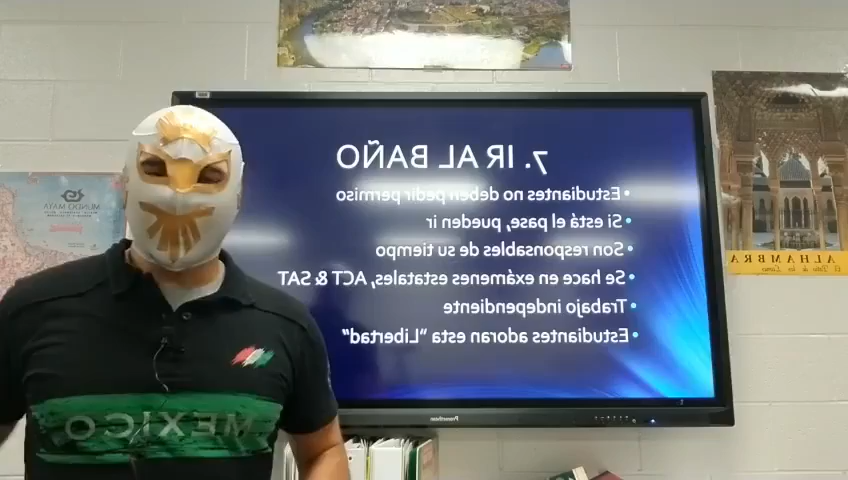 7. IR AL BAÑO
•Estudiantes no deben pedir permiso
•Si está el pase, pueden ir
•Son responsables de su tiempo
•Se hace en exámenes estatales, ACT & SAT
•Trabajo independiente
•Estudiantes adoran esta "Libertad"
MUNDO MAYA
ALHAMBRA
MEXICO
Promethean